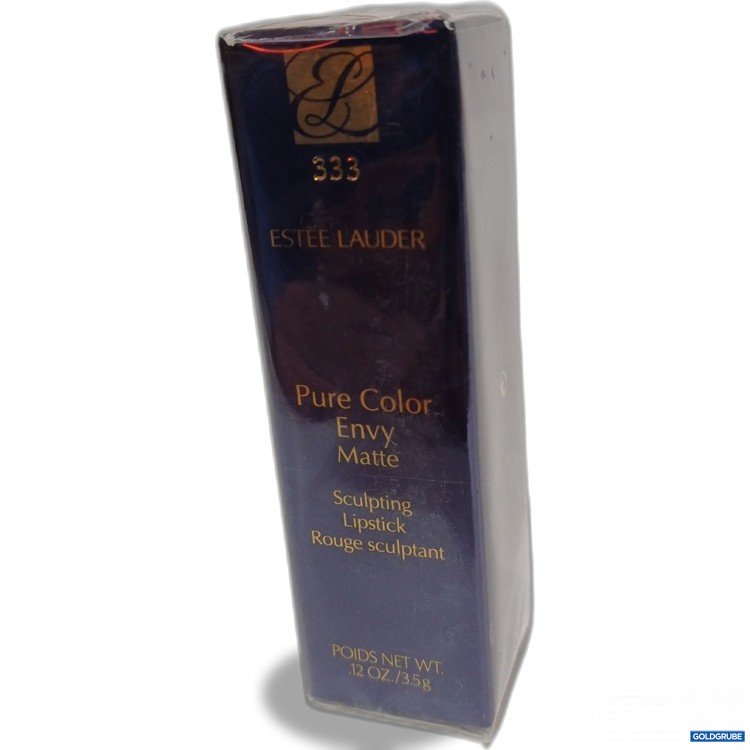 333
ESTĒE LAUDER
Pure Color
Envy
Matte
Sculpting
Lipstick
Rouge sculptant
POIDS NET WT.
.12 OZ./3.5g
GOLDGRUBE